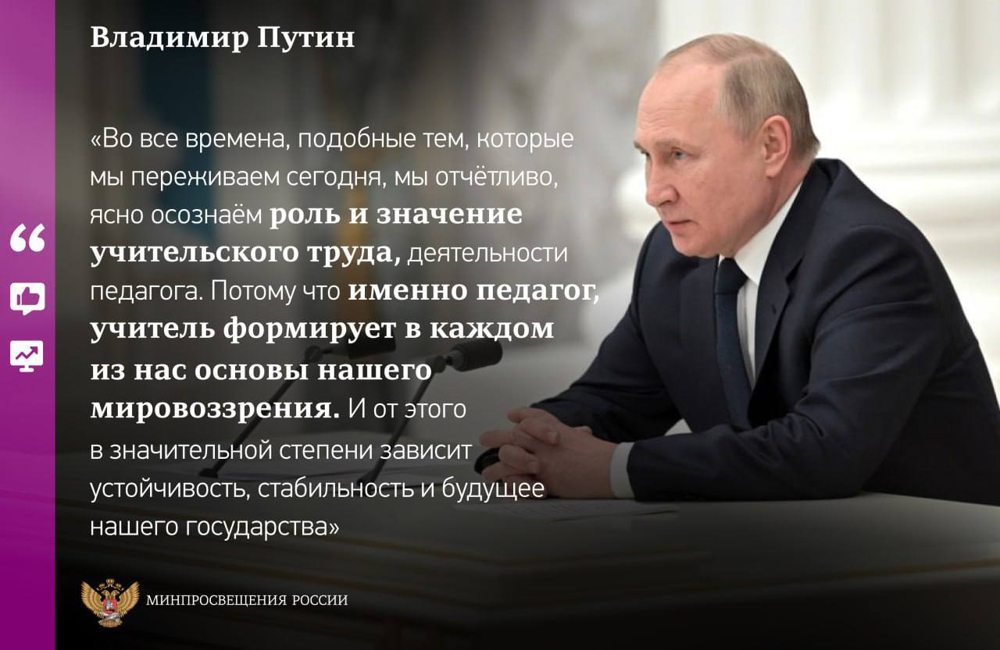 Владимир Путин
«Во все времена, подобные тем, которые
мы переживаем сегодня, мы отчётливо,
ясно осознаём роль и значение
учительского труда, деятельности
педагога. Потому что именно педагог,
учитель формирует в каждом
из нас основы нашего
мировоззрения. И от этого
в значительной степени зависит
устойчивость, стабильность и будущее
нашего государства»
МИНПРОСВЕЩЕНИЯ РОССИИ